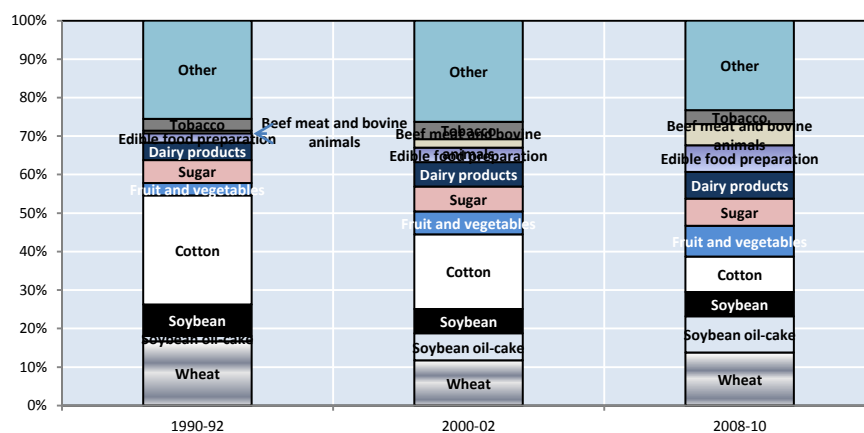 100%
90%
80%
70%
60%
50%
40%
30%
20%
10%
0%
Other
Tobacco
Beef meat and bovine
animals
Edible food preparation
Dairy products
Sugar
Fruit and vegetables
Cotton
Soybean
Soybean oil-cake
Wheat
1990-92
Other
Tobacco
Beef meat and bovine
animals
Edible food preparation
Dairy products
Sugar
Fruit and vegetables
Cotton
Soybean
Soybean oil-cake
Wheat
2000-02
Other
Tobacco
Beef meat and bovine
animals
Edible food preparation
Dairy products
Sugar
Fruit and vegetables
Cotton
Soybean
Soybean oil-cake
Wheat
2008-10